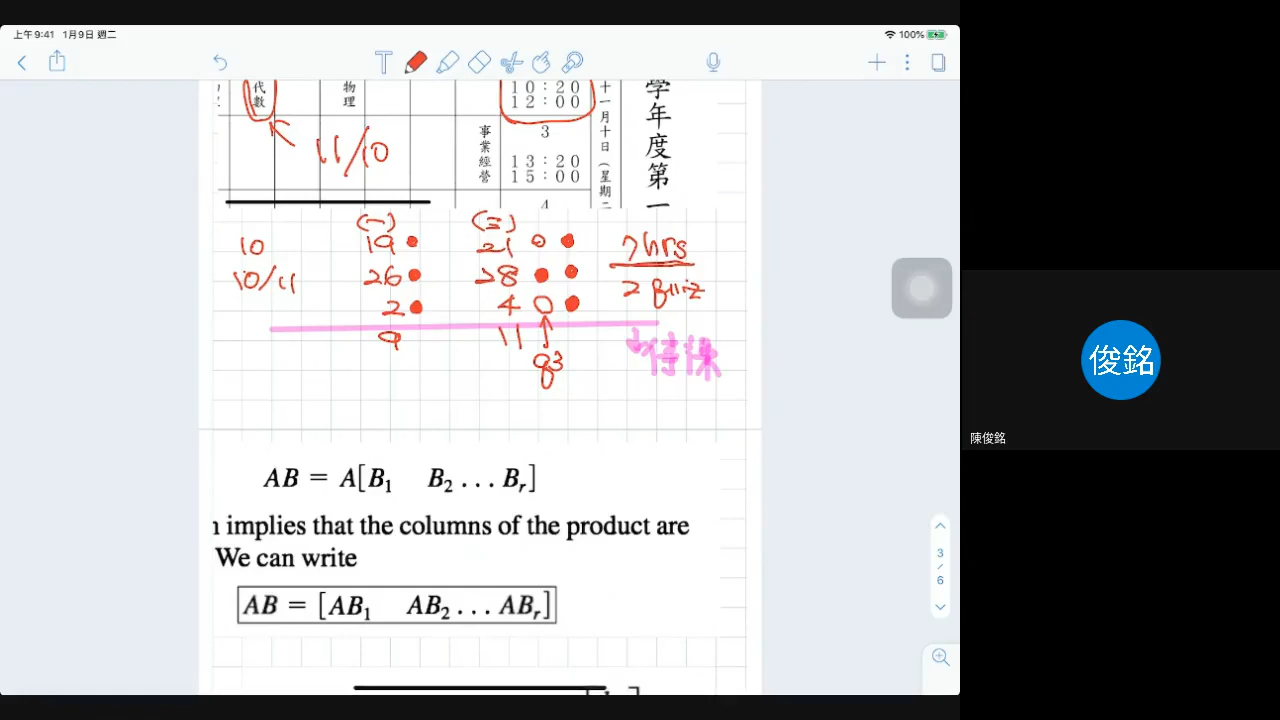 上午9:41 1月9日 週二
100%
T
代數
物理
10:20
12:00
十一月十日(星期二
學年度第一
11/10
事業經營
3
13:20
15:00
4
(一)
(三)
10
19
21
7hrs
10/11
26
28
2 quiz
2
4
9
11
q3
AB = A[B₁ B₂ ... Bᵣ]
implies that the columns of the product are
We can write
AB = [AB₁ AB₂ ... ABᵣ]
3
/
6
俊銘
陳俊銘